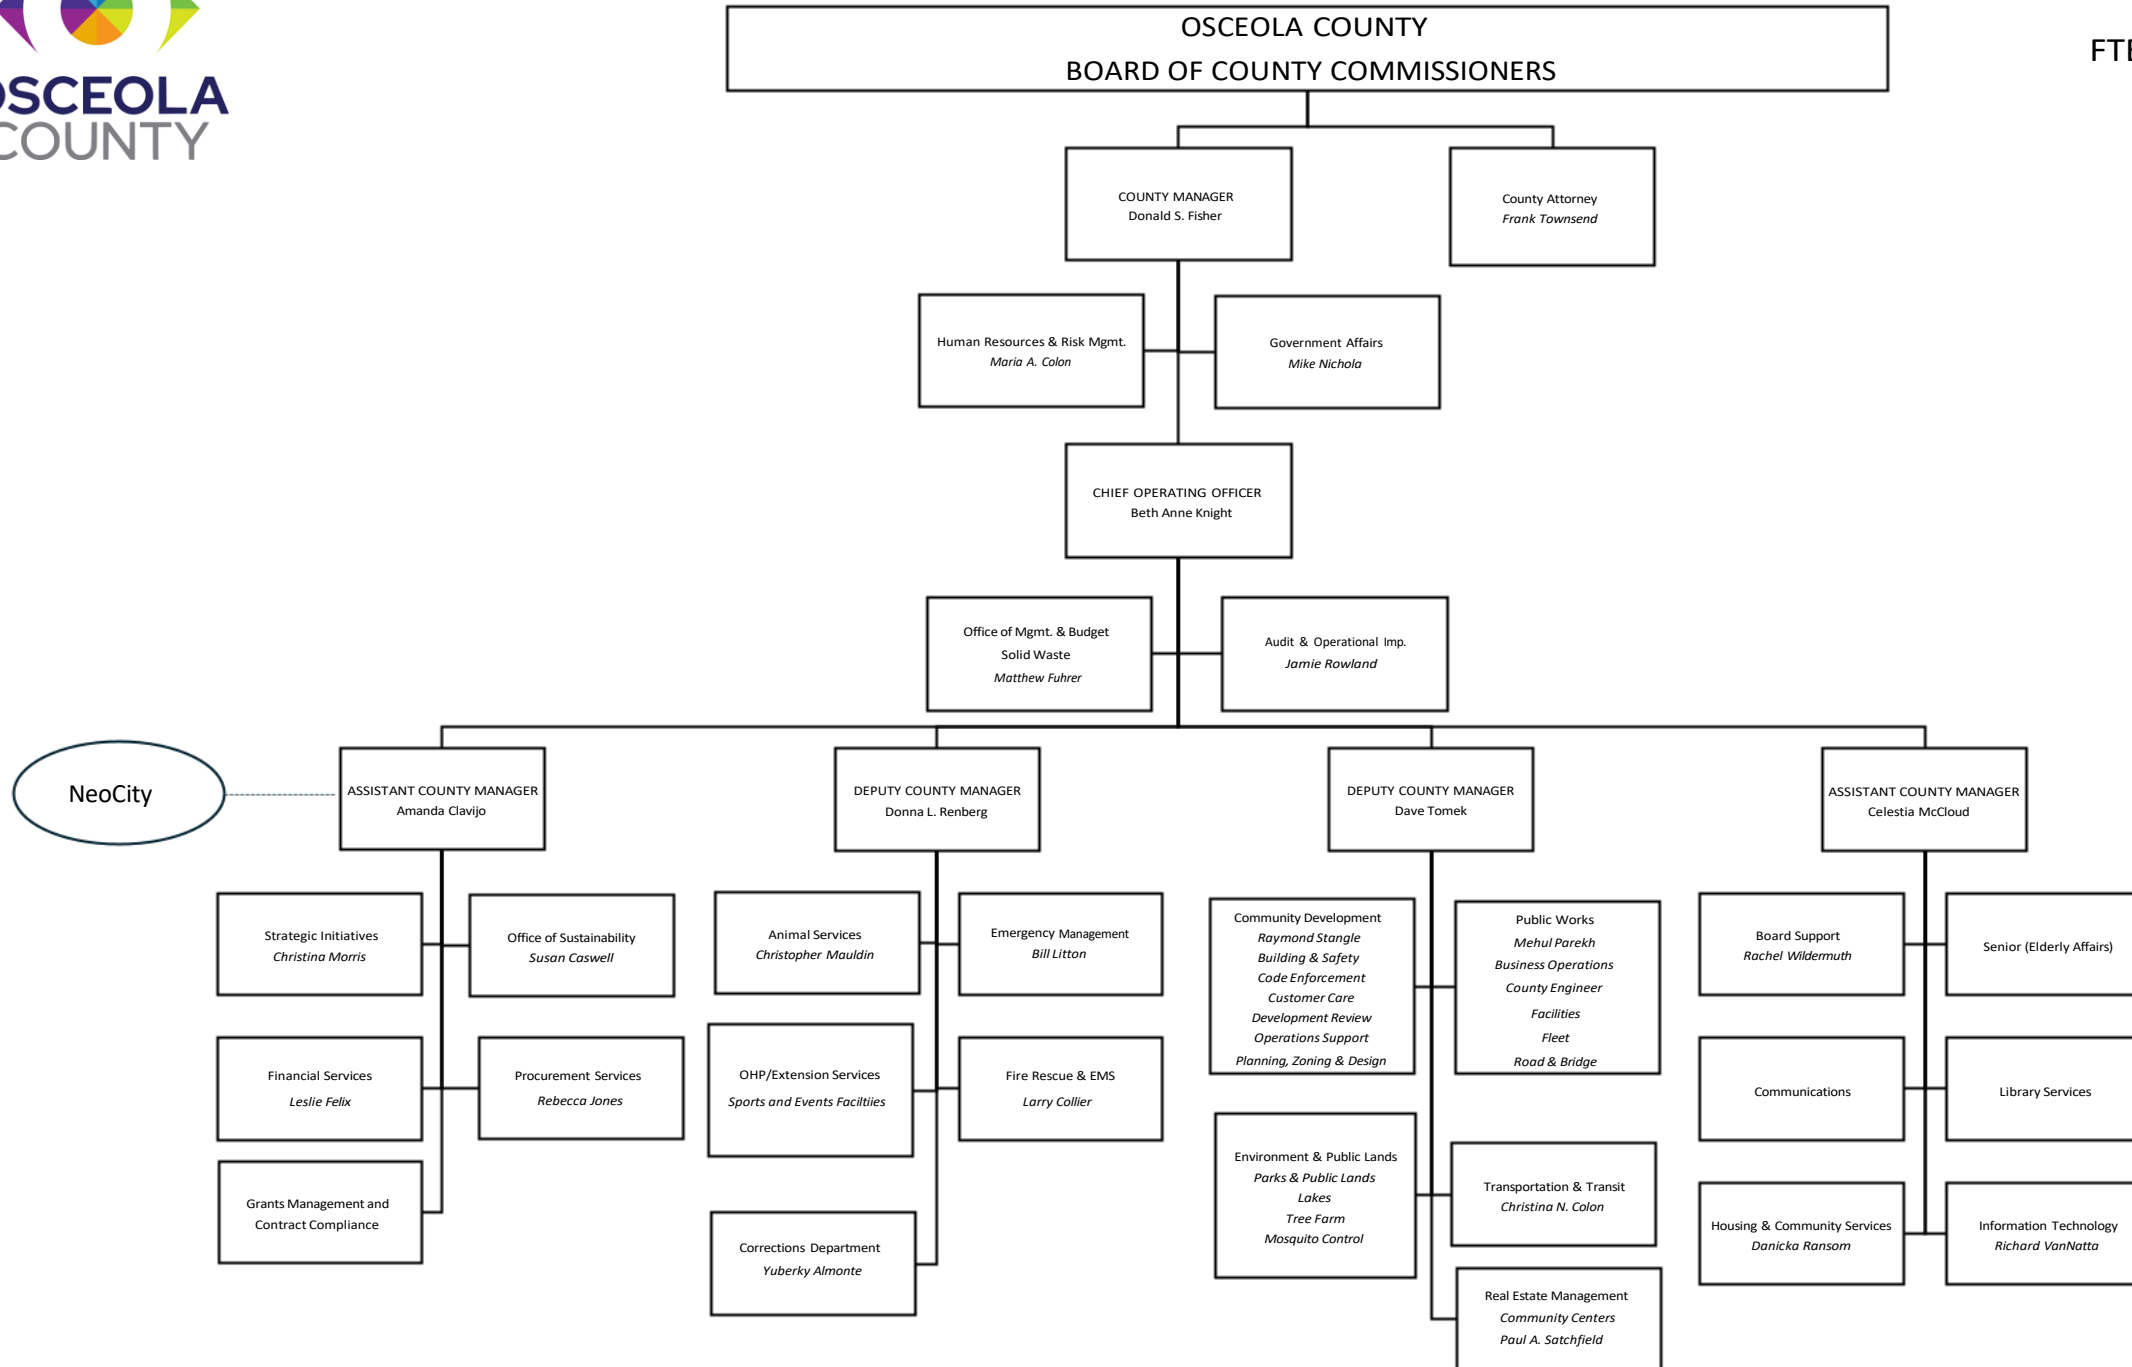 OSCEOLA
COUNTY
OSCEOLA COUNTY
BOARD OF COUNTY COMMISSIONERS
FTE
COUNTY MANAGER
Donald S. Fisher
County Attorney
Frank Townsend
Human Resources & Risk Mgmt.
Maria A. Colon
Government Affairs
Mike Nichola
CHIEF OPERATING OFFICER
Beth Anne Knight
Office of Mgmt. & Budget
Solid Waste
Matthew Fuhrer
Audit & Operational Imp.
Jamie Rowland
NeoCity
ASSISTANT COUNTY MANAGER
Amanda Clavijo
DEPUTY COUNTY MANAGER
Donna L. Renberg
DEPUTY COUNTY MANAGER
Dave Tomek
ASSISTANT COUNTY MANAGER
Celestia McCloud
Strategic Initiatives
Christina Morris
Office of Sustainability
Susan Caswell
Financial Services
Leslie Felix
Procurement Services
Rebecca Jones
Grants Management and
Contract Compliance
Animal Services
Christopher Mauldin
Emergency Management
Bill Litton
OHP/Extension Services
Sports and Events Faciltiies
Fire Rescue & EMS
Larry Collier
Corrections Department
Yuberky Almonte
Community Development
Raymond Stangle
Building & Safety
Code Enforcement
Customer Care
Development Review
Operations Support
Planning, Zoning & Design
Public Works
Mehul Parekh
Business Operations
County Engineer
Facilities
Fleet
Road & Bridge
Environment & Public Lands
Parks & Public Lands
Lakes
Tree Farm
Mosquito Control
Transportation & Transit
Christina N. Colon
Real Estate Management
Community Centers
Paul A. Satchfield
Board Support
Rachel Wildermuth
Senior (Elderly Affairs)
Communications
Library Services
Housing & Community Services
Danicka Ransom
Information Technology
Richard VanNatta